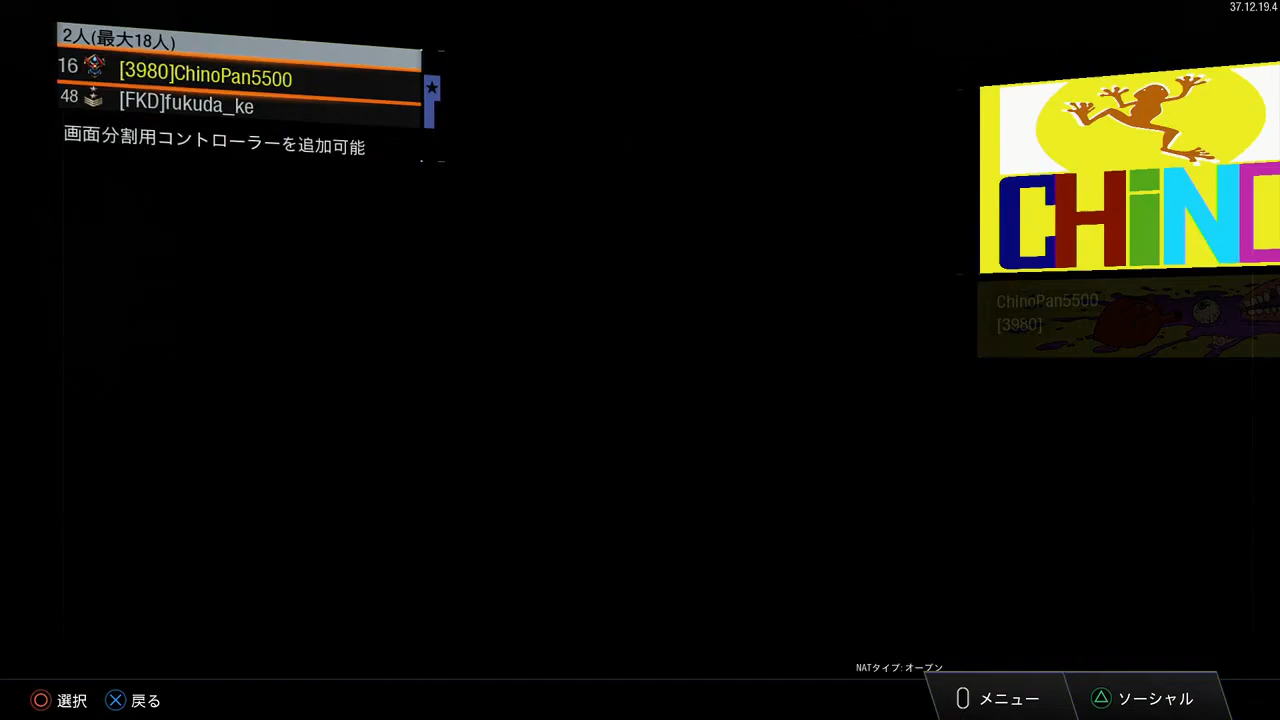 37.12.19.4
2人(最大18人)
16 [3980]ChinoPan5500
48 [FKD]fukuda_ke
画面分割用コントローラーを追加可能
CHiNO
ChinoPan5500
[3980]
NATタイプ: オープン
選択 戻る メニュー ソーシャル